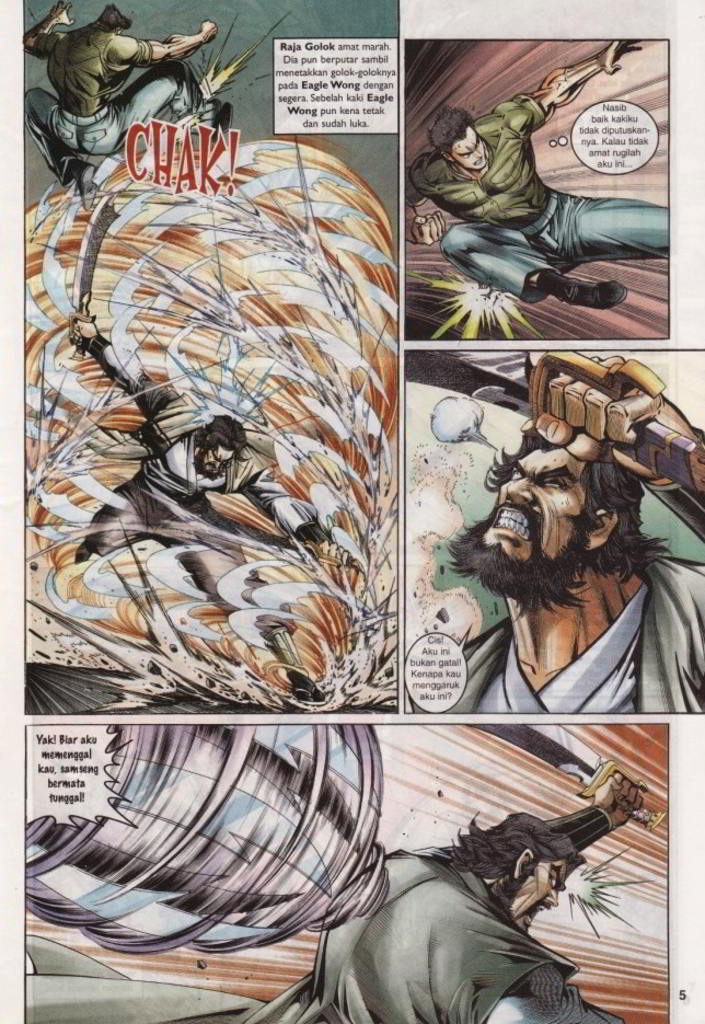 Raja Golok amat marah.
Dia pun berputar sambil
menetakkan golok-goloknya
pada Eagle Wong dengan
segera. Sebelah kaki Eagle
Wong pun kena tetak
dan sudah luka.
CHAK!
Nasib
baik kakiku
tidak diputuskan-
nya. Kalau tidak
amat rugilah
aku ini...
Cis!
Aku ini
bukan gatal!
Kenapa kau
menggaruk
aku ini?
Yak! Biar aku
memenggal
kau, samseng
bermata
tunggal!
5